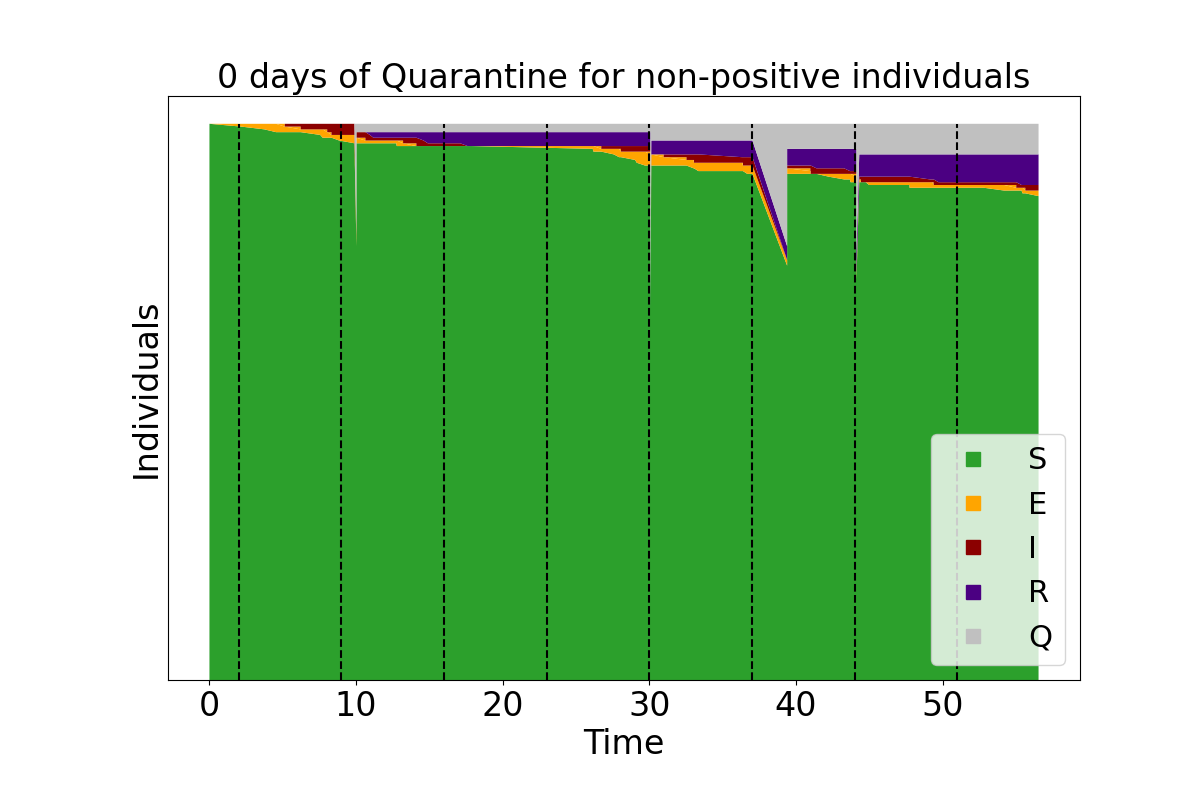 0 days of Quarantine for non-positive individuals
Individuals
S
E
I
R
Q
0 10 20 30 40 50
Time